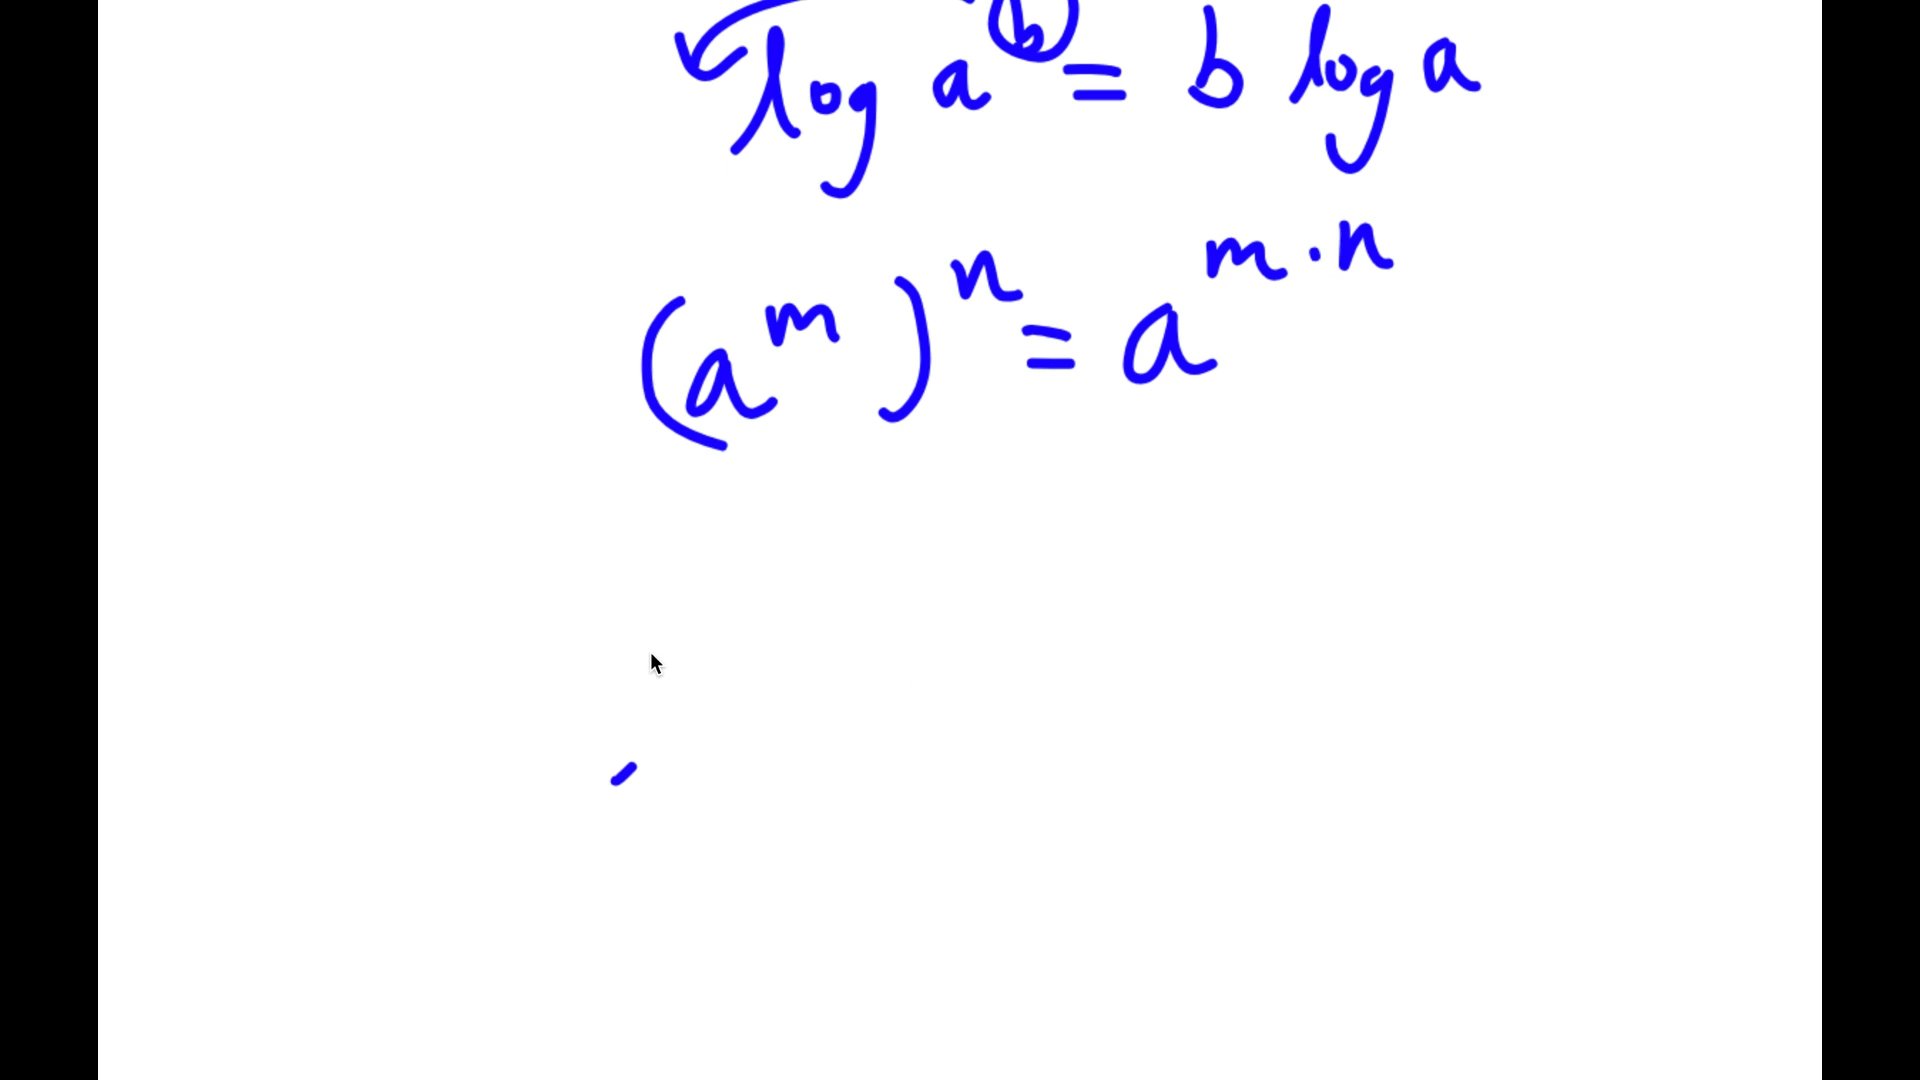 log a^b = b log a
(a^m)^n = a^m·n